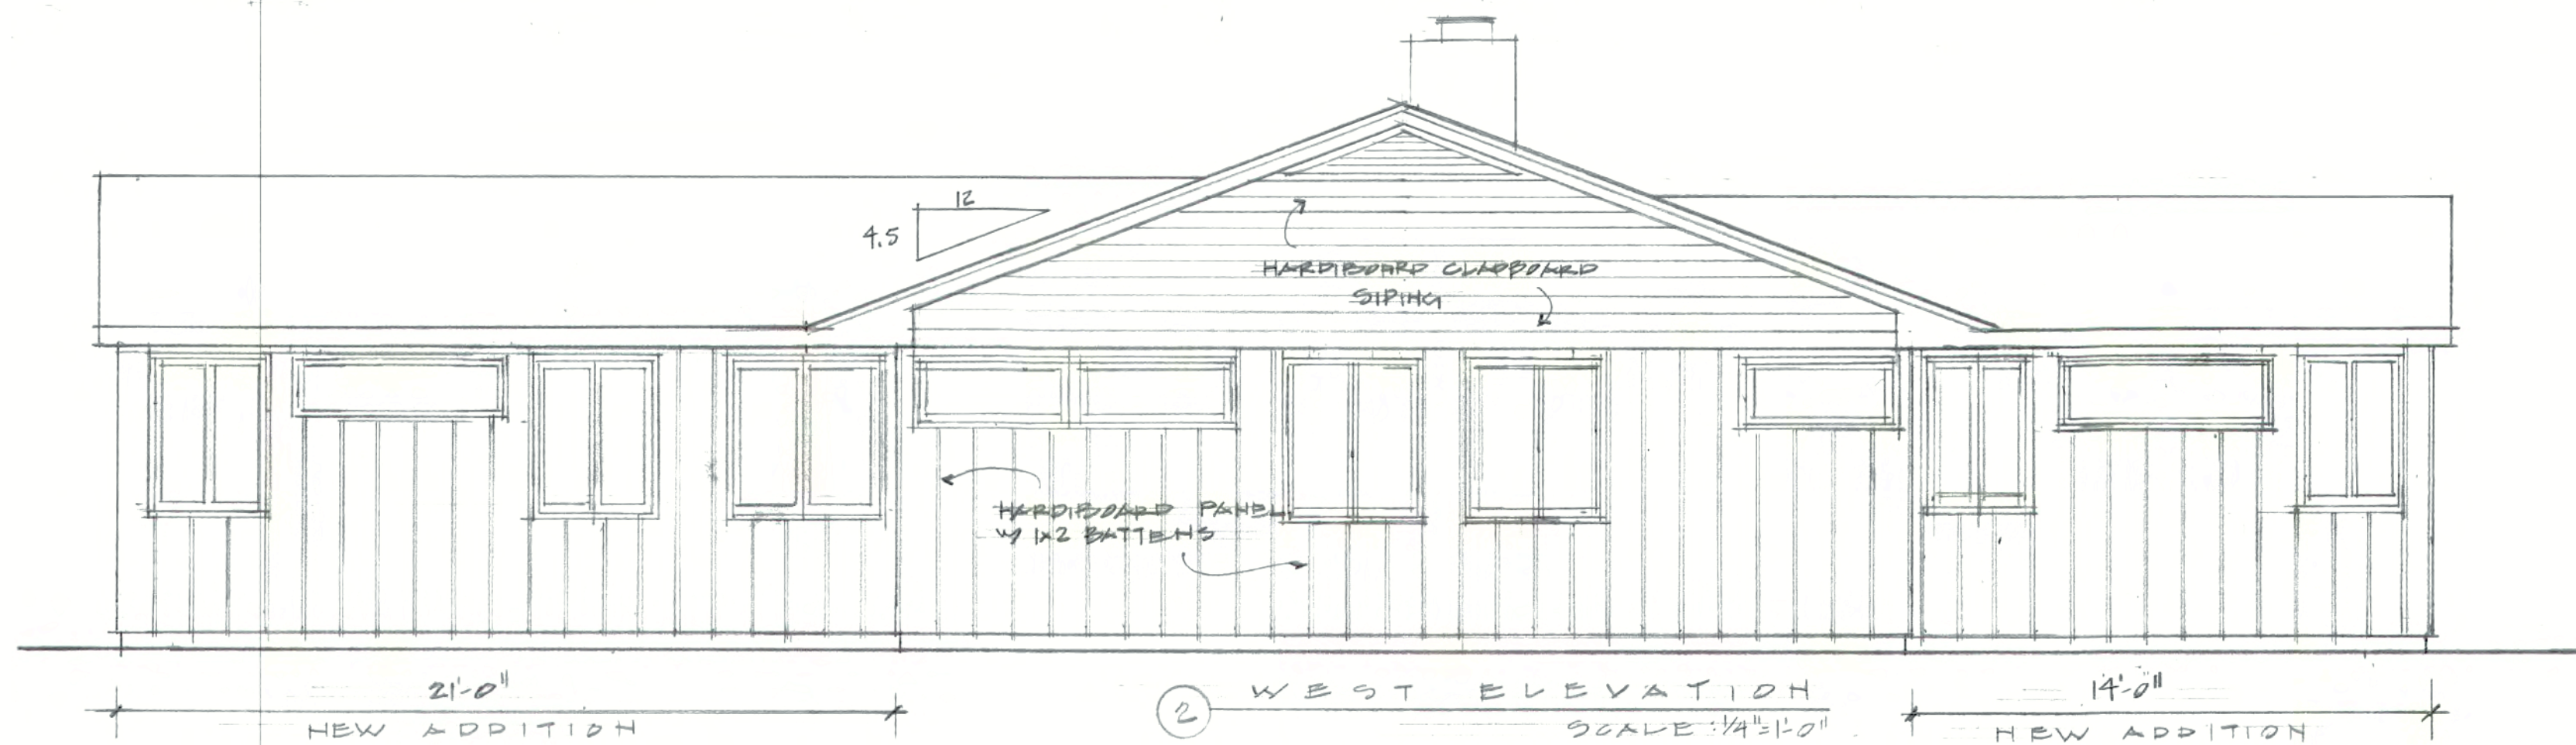 12
4.5
HARDIBOARD CLAPBOARD
SIDING
HARDIBOARD PANEL
W/ 1x2 BATTENS
21'-0"
NEW ADDITION
2
WEST ELEVATION
SCALE: 1/4"=1'-0"
14'-0"
NEW ADDITION